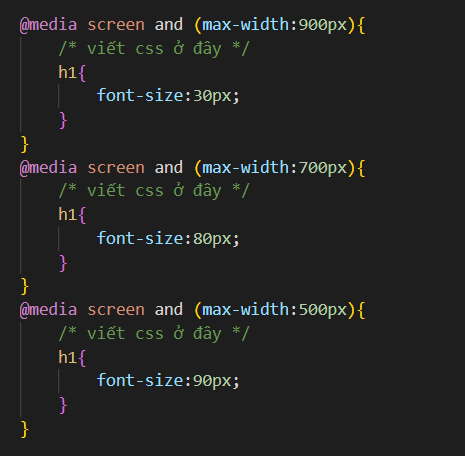 @media screen and (max-width:900px){
/* viết css ở đây */
h1{
font-size:30px;
}
}
@media screen and (max-width:700px){
/* viết css ở đây */
h1{
font-size:80px;
}
}
@media screen and (max-width:500px){
/* viết css ở đây */
h1{
font-size:90px;
}
}